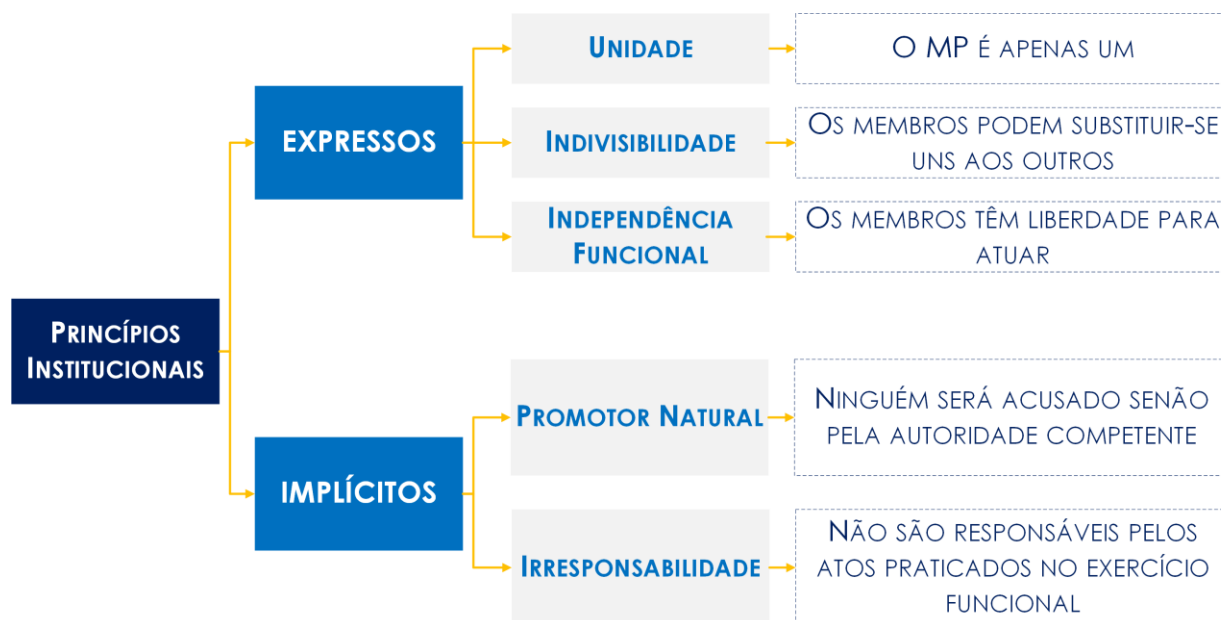 PRINCÍPIOS
INSTITUCIONAIS
EXPRESSOS
UNIDADE
O MP É APENAS UM
INDIVISIBILIDADE
OS MEMBROS PODEM SUBSTITUIR-SE
UNS AOS OUTROS
INDEPENDÊNCIA
FUNCIONAL
OS MEMBROS TÊM LIBERDADE PARA
ATUAR
IMPLÍCITOS
PROMOTOR NATURAL
NINGUÉM SERÁ ACUSADO SENÃO
PELA AUTORIDADE COMPETENTE
IRRESPONSABILIDADE
NÃO SÃO RESPONSÁVEIS PELOS
ATOS PRATICADOS NO EXERCÍCIO
FUNCIONAL